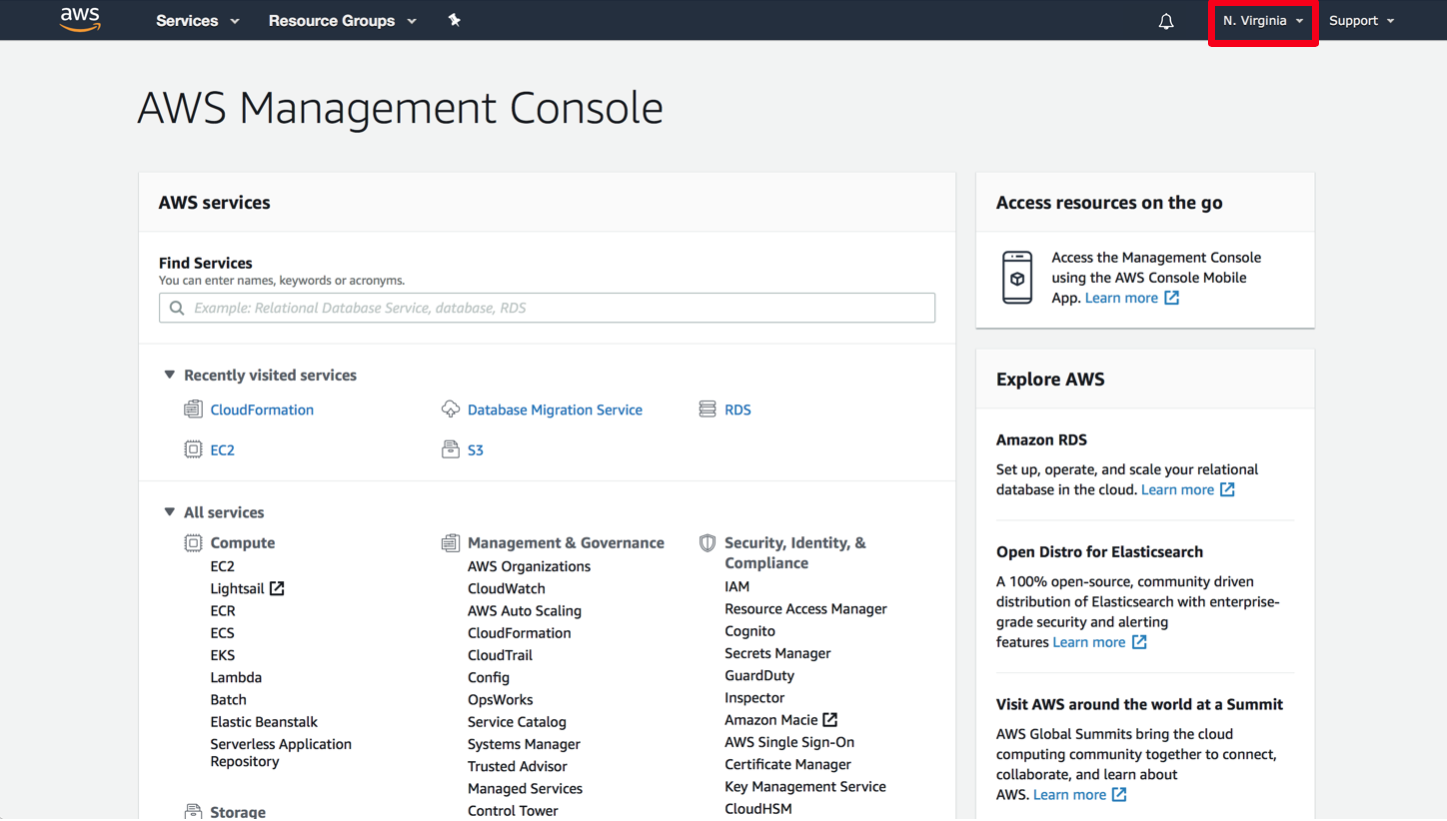 aws Services Resource Groups N. Virginia Support
AWS Management Console
AWS services
Find Services
You can enter names, keywords or acronyms.
Example: Relational Database Service, database, RDS
Recently visited services
CloudFormation Database Migration Service RDS
EC2 S3
All services
Compute
EC2
Lightsail
ECR
ECS
EKS
Lambda
Batch
Elastic Beanstalk
Serverless Application
Repository
Storage
Management & Governance
AWS Organizations
CloudWatch
AWS Auto Scaling
CloudFormation
CloudTrail
Config
OpsWorks
Service Catalog
Systems Manager
Trusted Advisor
Managed Services
Control Tower
Security, Identity, &
Compliance
IAM
Resource Access Manager
Cognito
Secrets Manager
GuardDuty
Inspector
Amazon Macie
AWS Single Sign-On
Certificate Manager
Key Management Service
CloudHSM
Access resources on the go
Access the Management Console
using the AWS Console Mobile
App. Learn more
Explore AWS
Amazon RDS
Set up, operate, and scale your relational
database in the cloud. Learn more
Open Distro for Elasticsearch
A 100% open-source, community driven
distribution of Elasticsearch with enterprise-
grade security and alerting
features Learn more
Visit AWS around the world at a Summit
AWS Global Summits bring the cloud
computing community together to connect,
collaborate, and learn about
AWS. Learn more